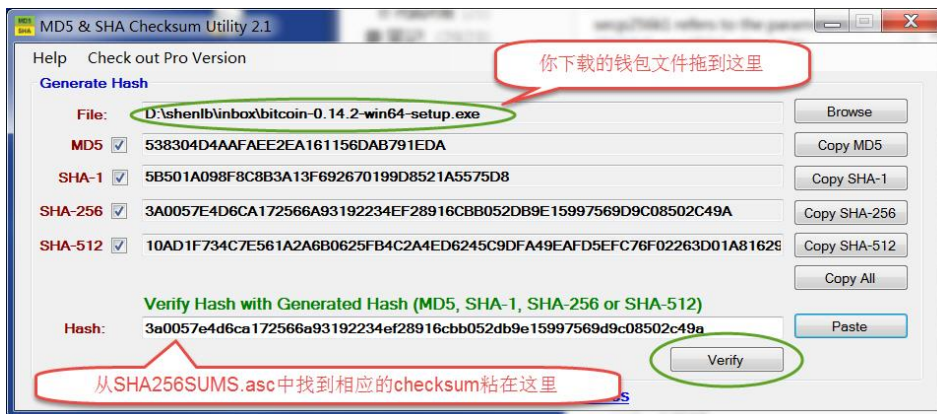 MD5 & SHA Checksum Utility 2.1
Help Check out Pro Version
你下载的钱包文件拖到这里
Generate Hash
File: D:\shenlb\inbox\bitcoin-0.14.2-win64-setup.exe Browse
MD5 538304D4AAFAEE2EA161156DAB791EDA Copy MD5
SHA-1 5B501A098F8C8B3A13F692670199D8521A5575D8 Copy SHA-1
SHA-256 3A0057E4D6CA172566A93192234EF28916CBB052DB9E15997569D9C08502C49A Copy SHA-256
SHA-512 10AD1F734C7E561A2A6B0625FB4C2A4ED6245C9DFA49EAFD5EFC76F02263D01A81629 Copy SHA-512
Copy All
Verify Hash with Generated Hash (MD5, SHA-1, SHA-256 or SHA-512)
Hash: 3a0057e4d6ca172566a93192234ef28916cbb052db9e15997569d9c08502c49a Paste
Verify
从SHA256SUMS.asc中找到相应的checksum粘在这里